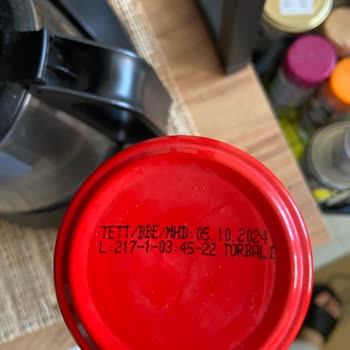 TETT/BBE/MHD: 05.10.2024
L:217-1-03:45-22 TORBALI